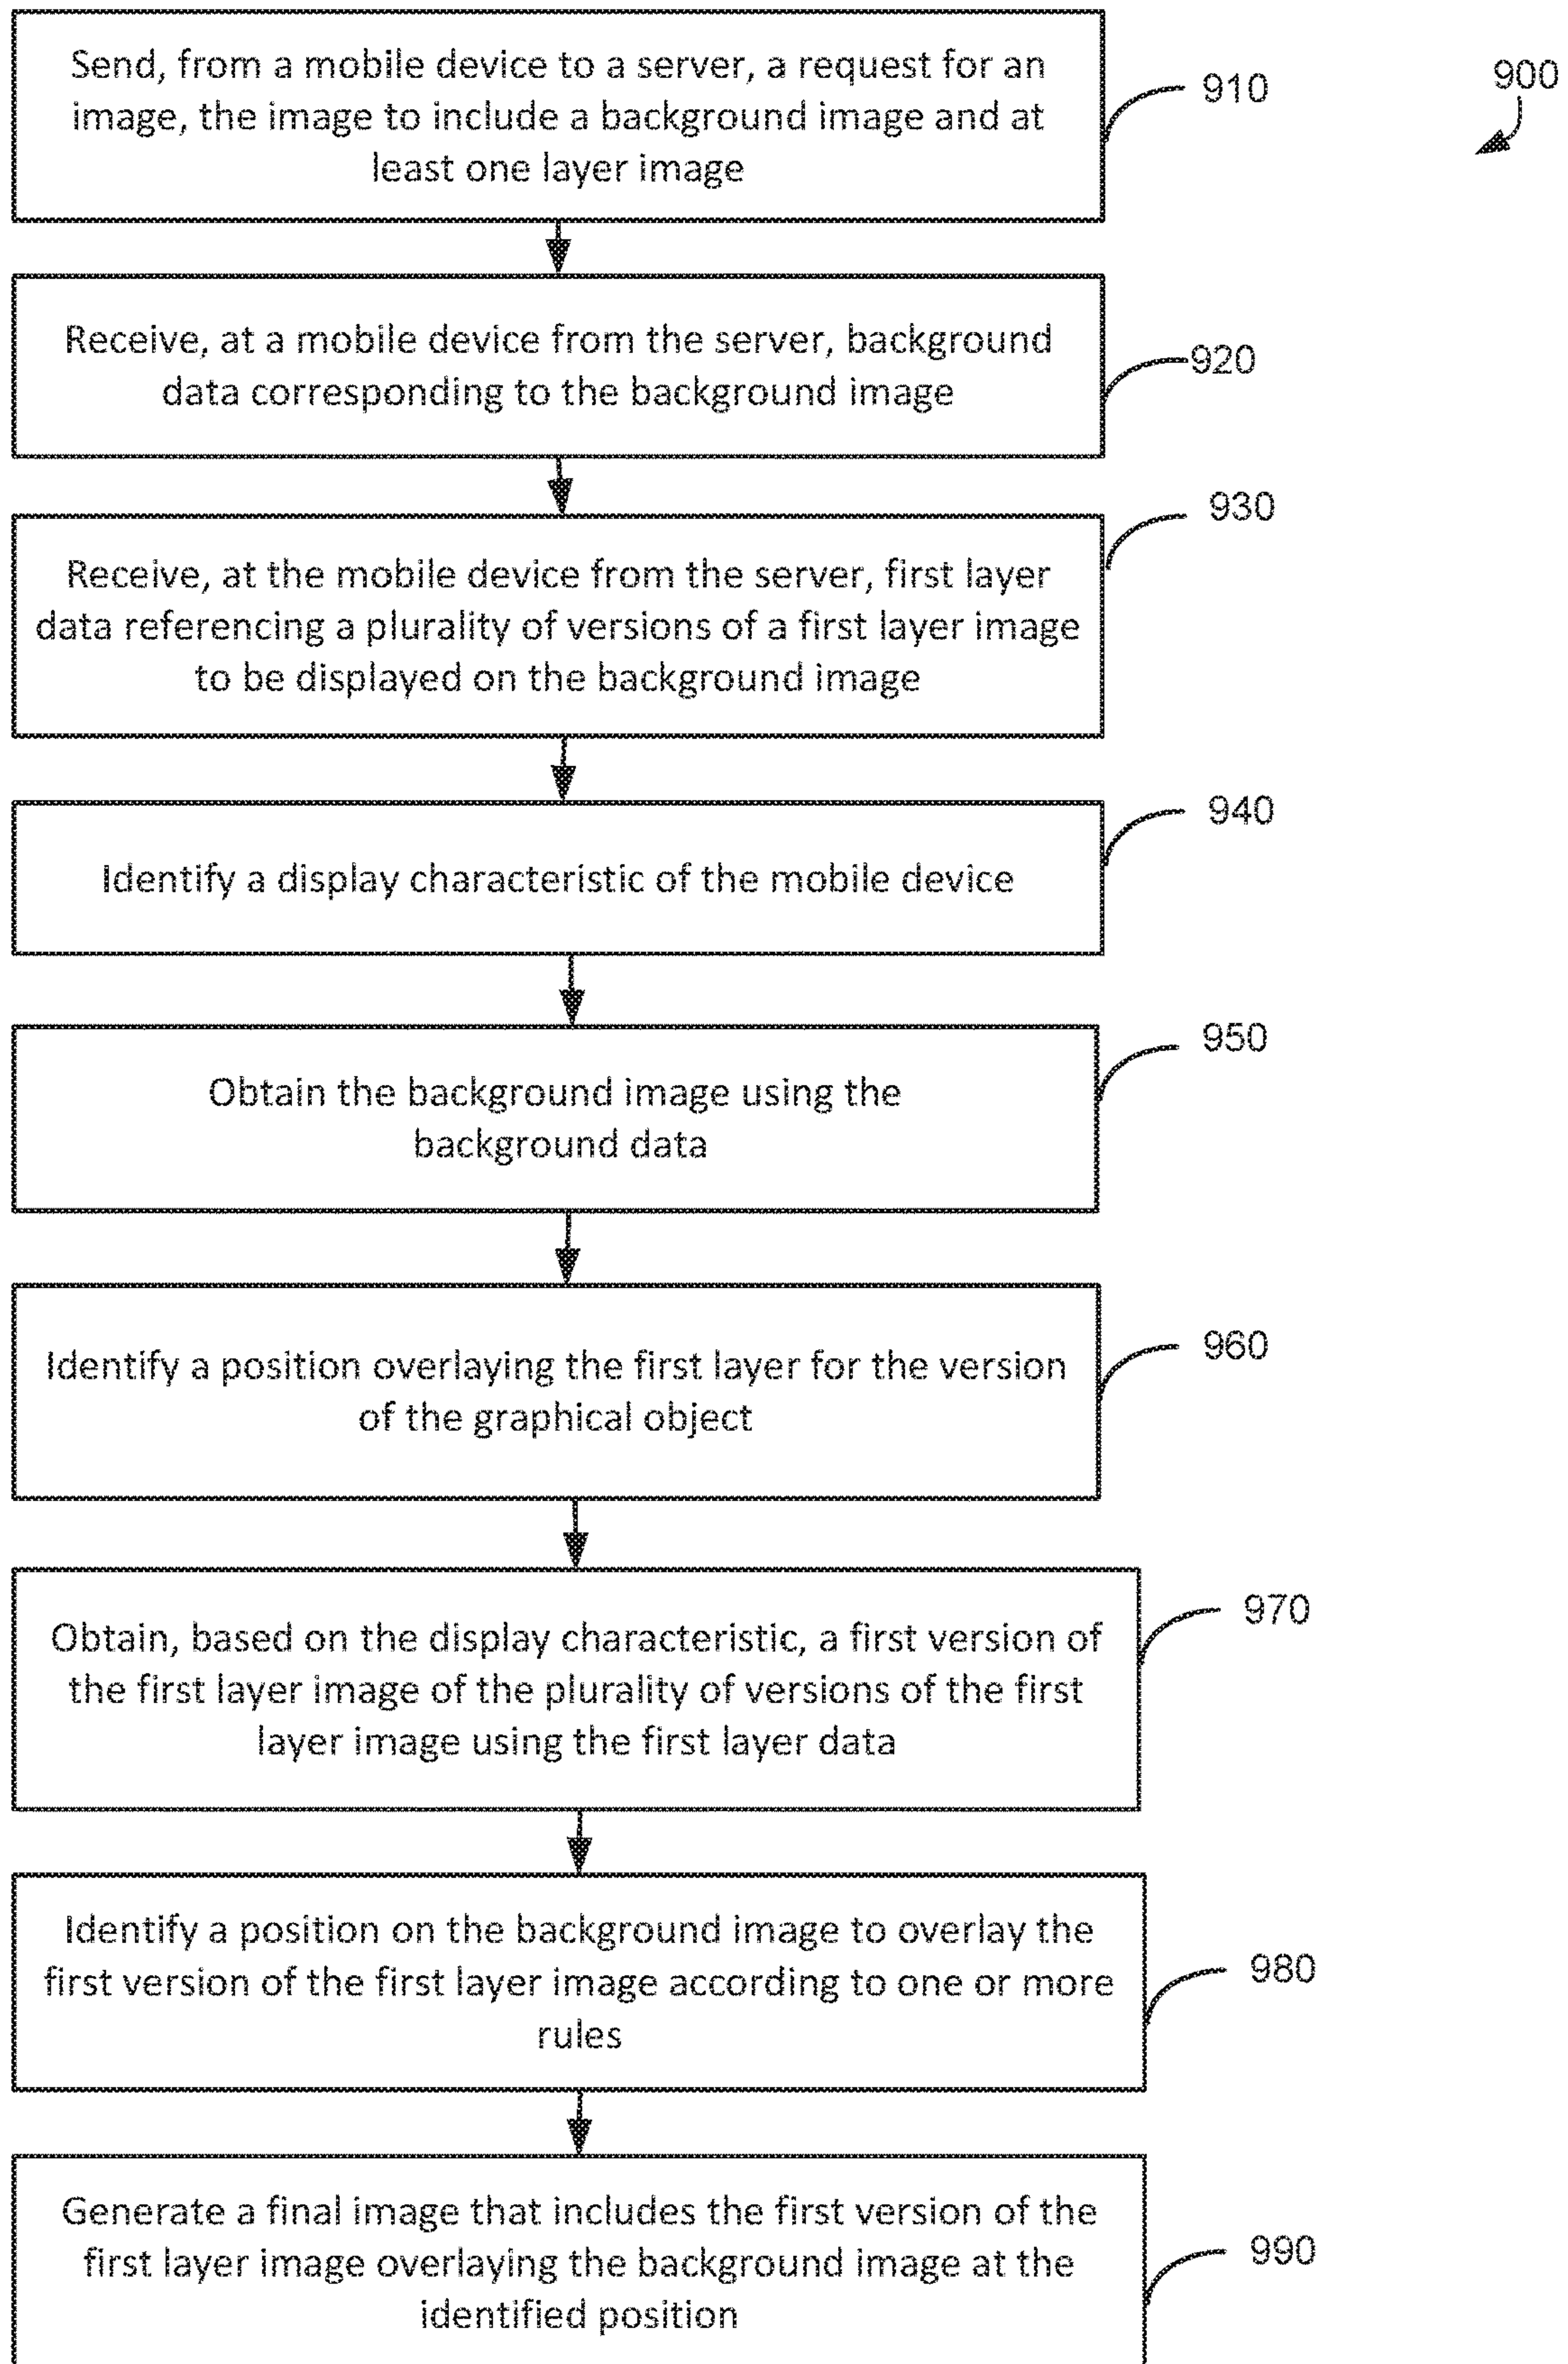 Send, from a mobile device to a server, a request for an
image, the image to include a background image and at
least one layer image
910
900
Receive, at a mobile device from the server, background
data corresponding to the background image
920
930
Receive, at the mobile device from the server, first layer
data referencing a plurality of versions of a first layer image
to be displayed on the background image
940
Identify a display characteristic of the mobile device
950
Obtain the background image using the
background data
960
Identify a position overlaying the first layer for the version
of the graphical object
970
Obtain, based on the display characteristic, a first version of
the first layer image of the plurality of versions of the first
layer image using the first layer data
Identify a position on the background image to overlay the
first version of the first layer image according to one or more
rules
980
Generate a final image that includes the first version of the
first layer image overlaying the background image at the
identified position
990